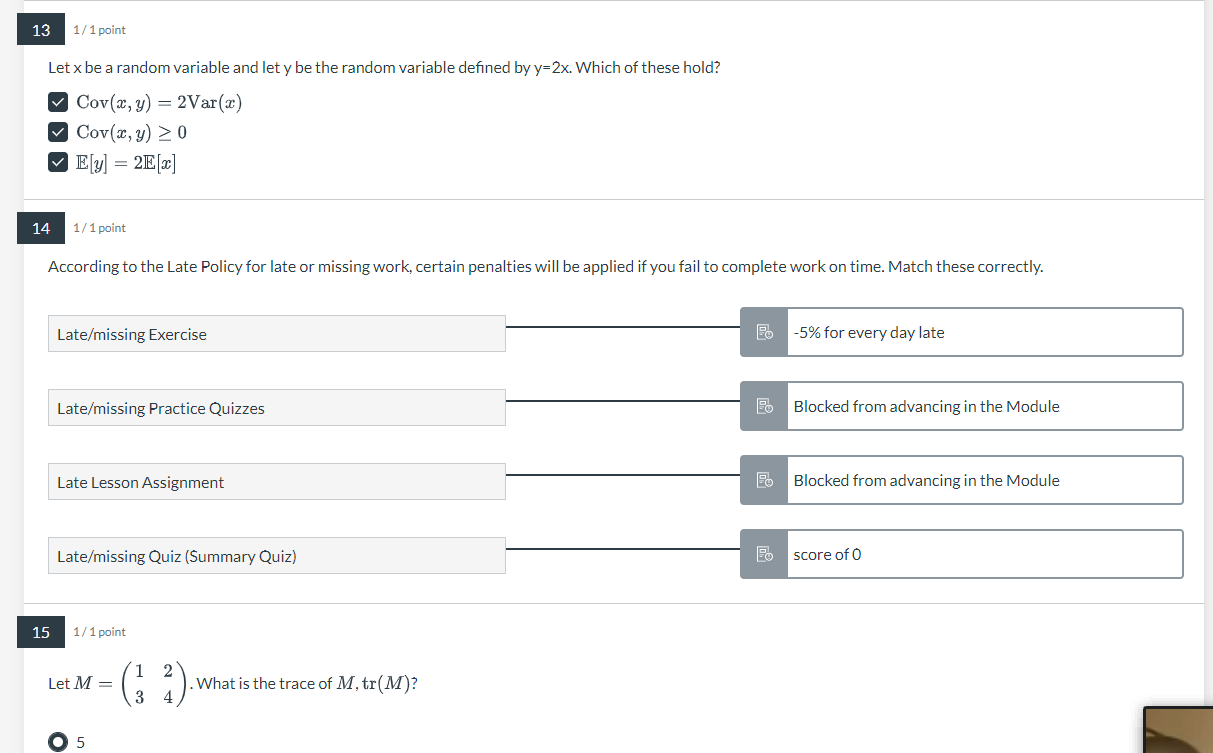 13 1 / 1 point
Let x be a random variable and let y be the random variable defined by y=2x. Which of these hold?
Cov(x, y) = 2Var(x)
Cov(x, y) ≥ 0
𝔼[y] = 2𝔼[x]
14 1 / 1 point
According to the Late Policy for late or missing work, certain penalties will be applied if you fail to complete work on time. Match these correctly.
Late/missing Exercise -5% for every day late
Late/missing Practice Quizzes Blocked from advancing in the Module
Late Lesson Assignment Blocked from advancing in the Module
Late/missing Quiz (Summary Quiz) score of 0
15 1 / 1 point
Let M = (1 2
3 4). What is the trace of M, tr(M)?
5